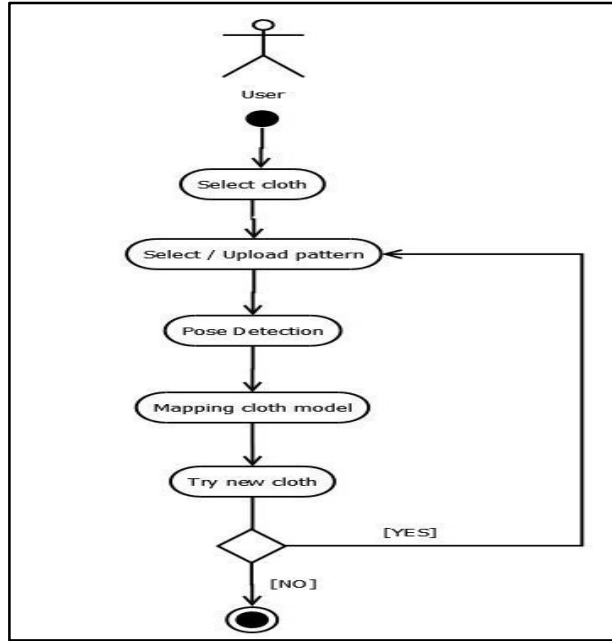 User
Select cloth
Select / Upload pattern
Pose Detection
Mapping cloth model
Try new cloth
[YES]
[NO]